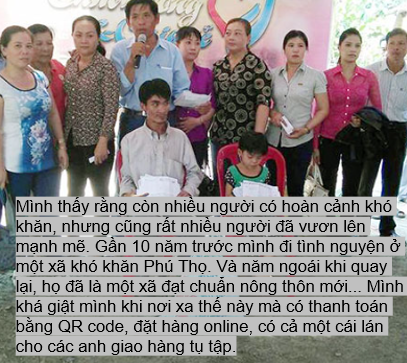 Mình thấy rằng còn nhiều người có hoàn cảnh khó
khăn, nhưng cũng rất nhiều người đã vươn lên
mạnh mẽ. Gần 10 năm trước mình đi tình nguyện ở
một xã khó khăn Phú Thọ. Và năm ngoái khi quay
lại, họ đã là một xã đạt chuẩn nông thôn mới... Mình
khá giật mình khi nơi xa thế này mà có thanh toán
bằng QR code, đặt hàng online, có cả một cái lán
cho các anh giao hàng tụ tập.